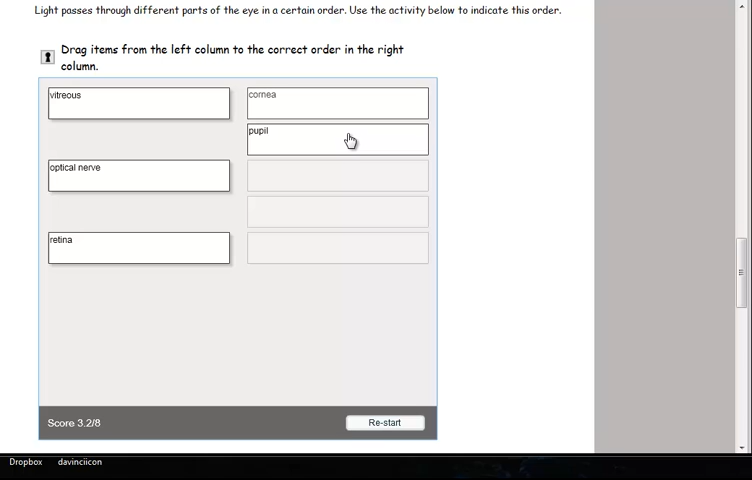 Light passes through different parts of the eye in a certain order. Use the activity below to indicate this order.
Drag items from the left column to the correct order in the right
column.
vitreous
cornea
pupil
optical nerve
retina
Score 3.2/8
Re-start
Dropbox
davinciicon